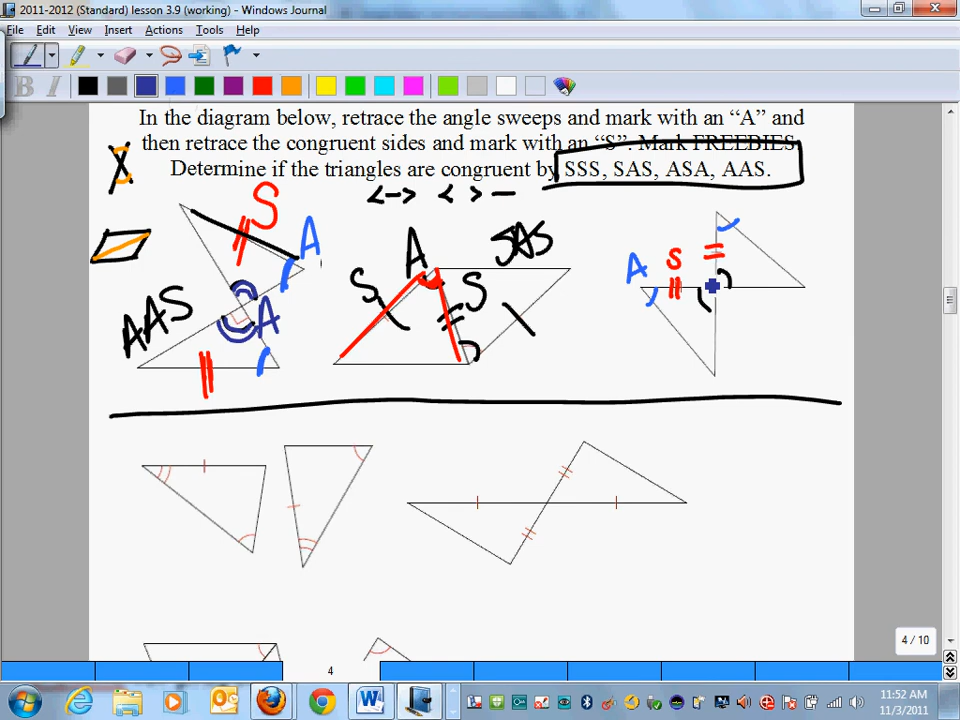 2011-2012 (Standard) lesson 3.9 (working) - Windows Journal
File Edit View Insert Actions Tools Help
B I
In the diagram below, retrace the angle sweeps and mark with an “A” and
then retrace the congruent sides and mark with an “S”. Mark FREEBIES.
Determine if the triangles are congruent by SSS, SAS, ASA, AAS.
S
A
A
AAS
A
S
S
SAS
A
S
4 / 10
4
11:52 AM
11/3/2011